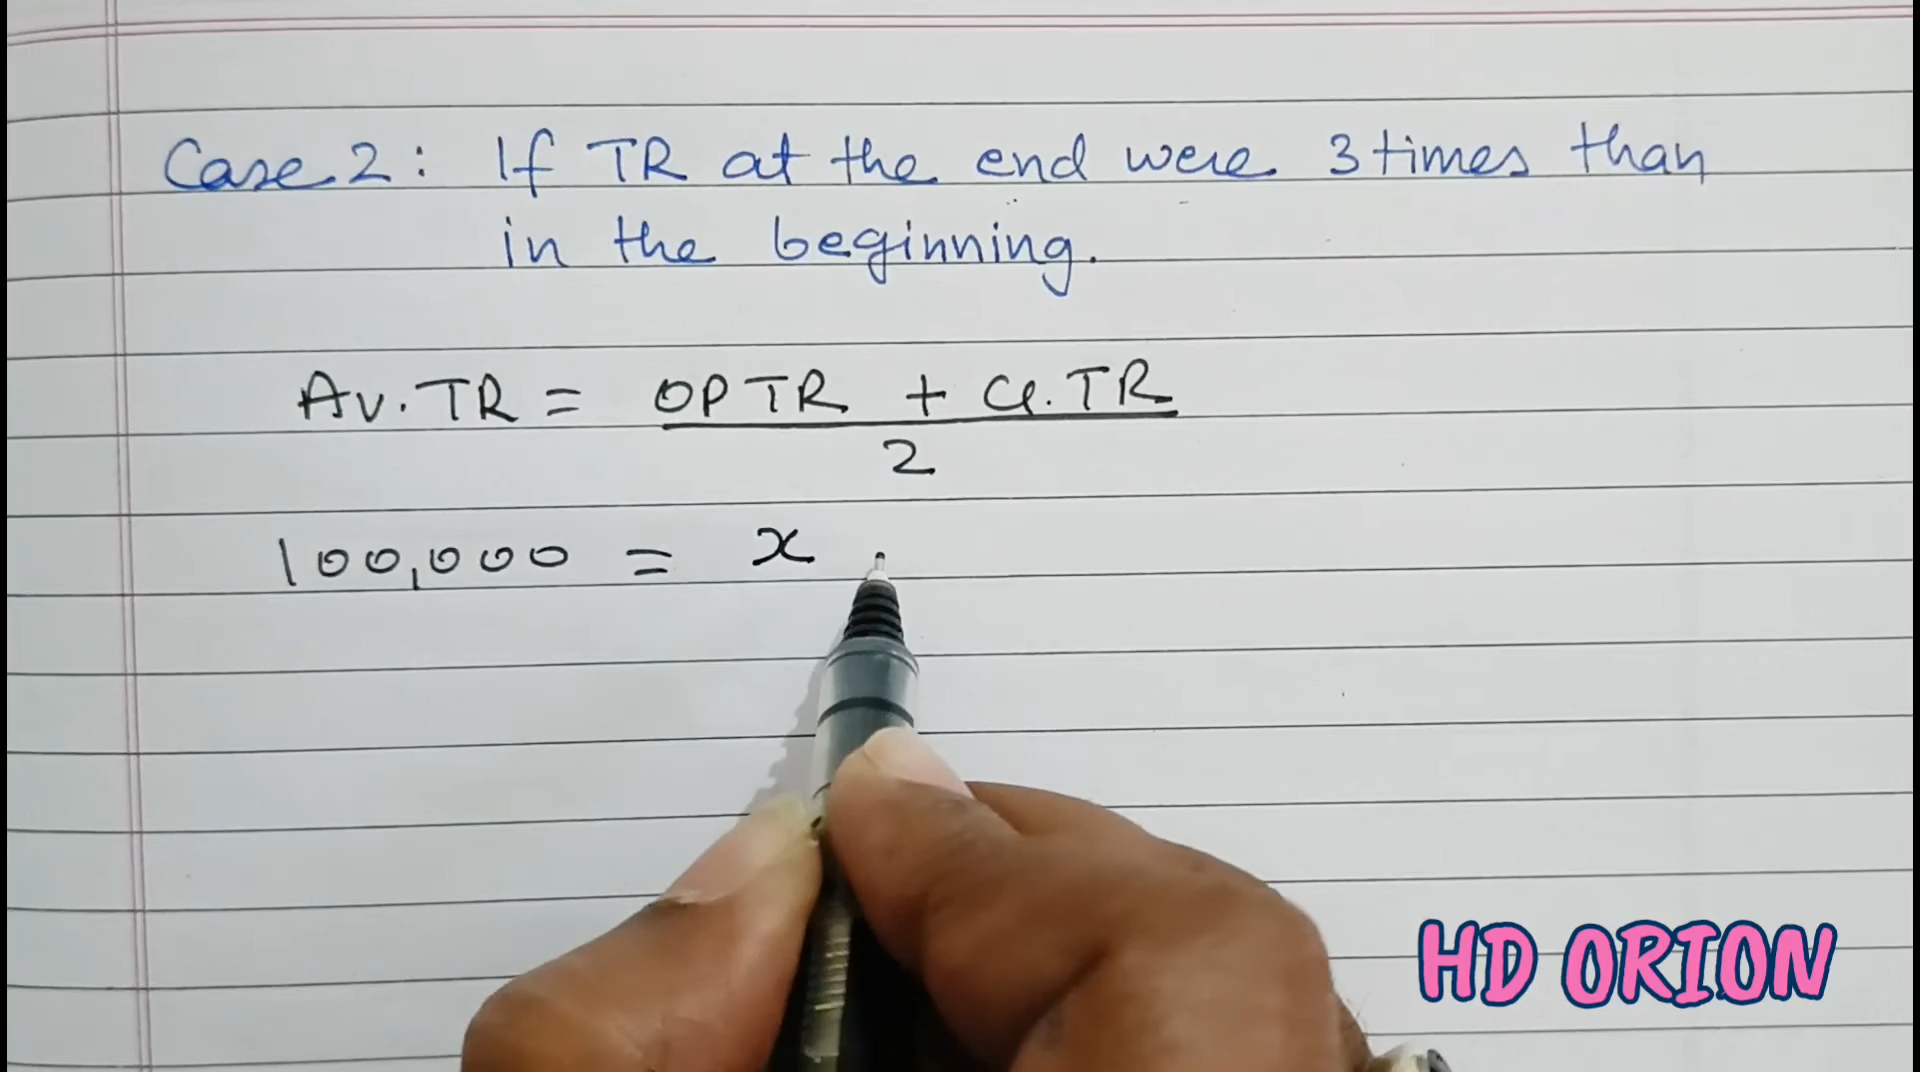 Case 2: If TR at the end were 3 times than
in the beginning.
Av. TR = OP TR + Cl. TR
2
100,000 = x
HD ORION